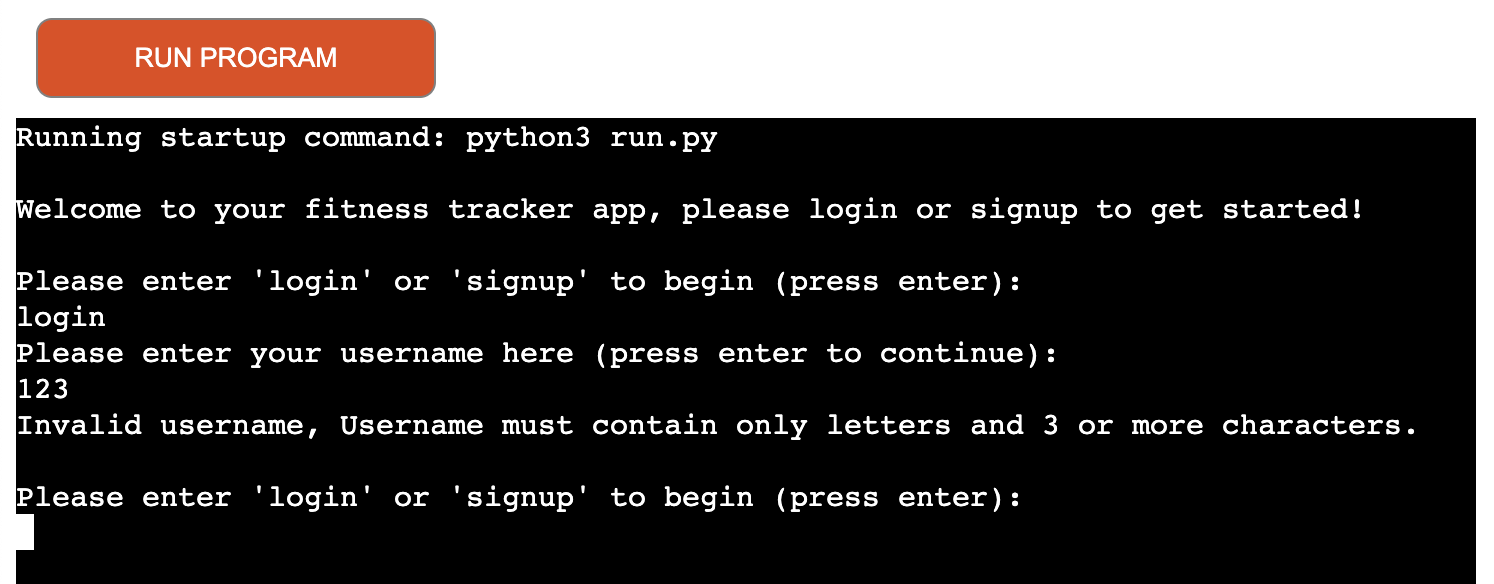 RUN PROGRAM
Running startup command: python3 run.py
Welcome to your fitness tracker app, please login or signup to get started!
Please enter 'login' or 'signup' to begin (press enter):
login
Please enter your username here (press enter to continue):
123
Invalid username, Username must contain only letters and 3 or more characters.
Please enter 'login' or 'signup' to begin (press enter):